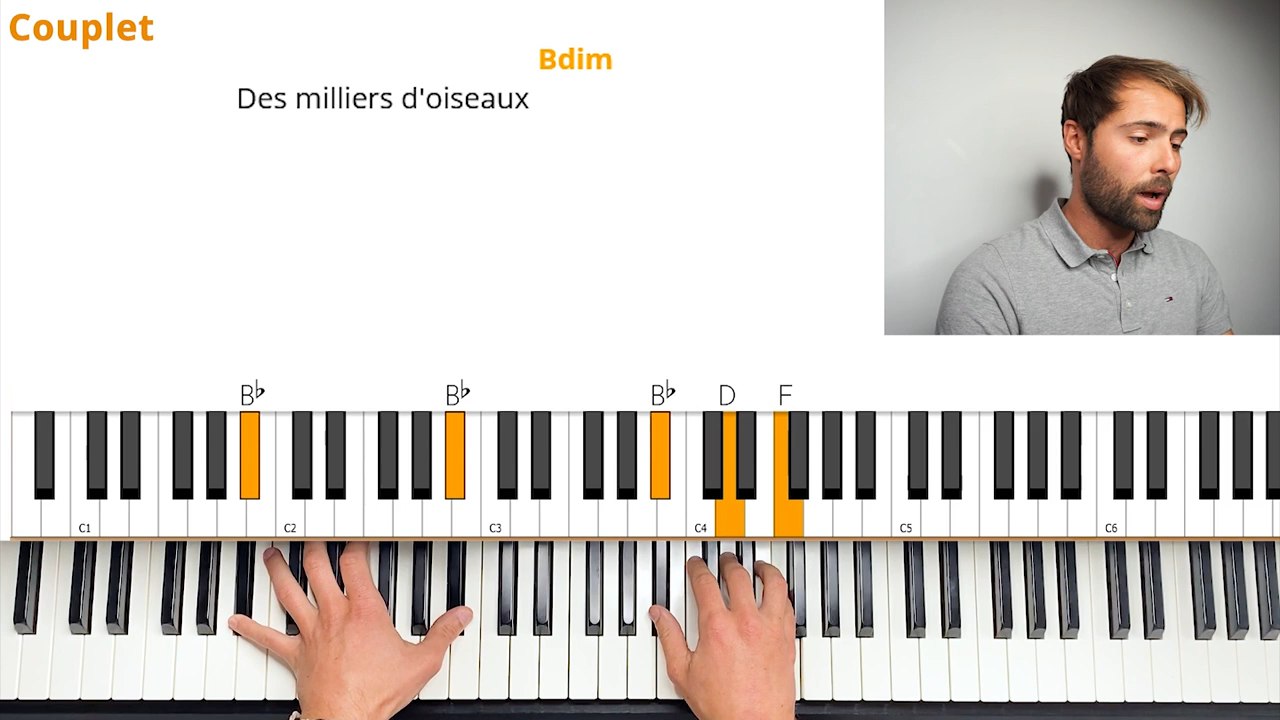 Couplet
Bdim
Des milliers d'oiseaux
B♭ B♭ B♭ D F
C1 C2 C3 C4 C5 C6